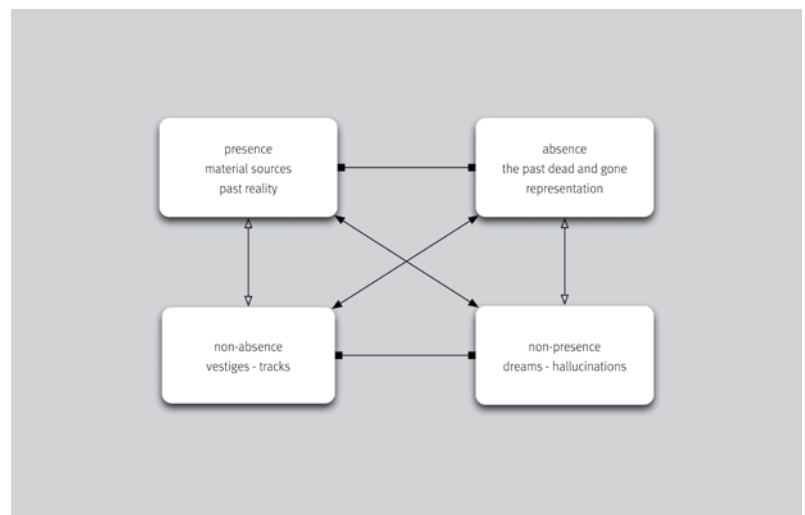 presence
material sources
past reality
absence
the past dead and gone
representation
non-absence
vestiges - tracks
non-presence
dreams - hallucinations